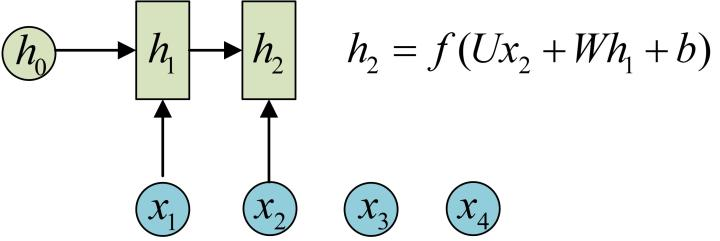 h₀ h₁ h₂ h₂ = f(Ux₂ + Wh₁ + b)
x₁ x₂ x₃ x₄